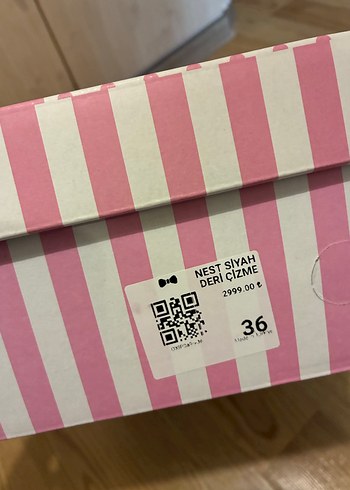 NEST SİYAH
DERİ ÇİZME
2999.00 ₺
36